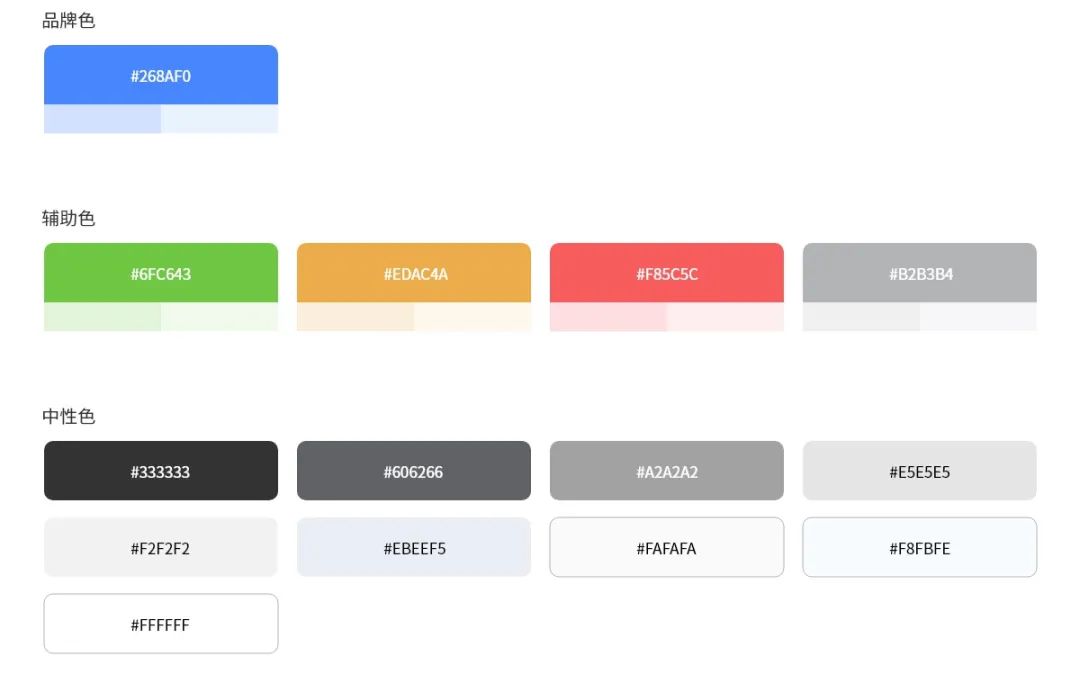 品牌色
#268AF0
辅助色
#6FC643
#EDAC4A
#F85C5C
#B2B3B4
中性色
#333333
#606266
#A2A2A2
#E5E5E5
#F2F2F2
#EBEEF5
#FAFAFA
#F8FBFE
#FFFFFF